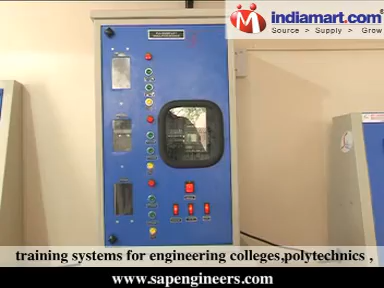 indiamart.com
Source > Supply > Grow
training systems for engineering colleges,polytechnics ,
www.sapengineers.com